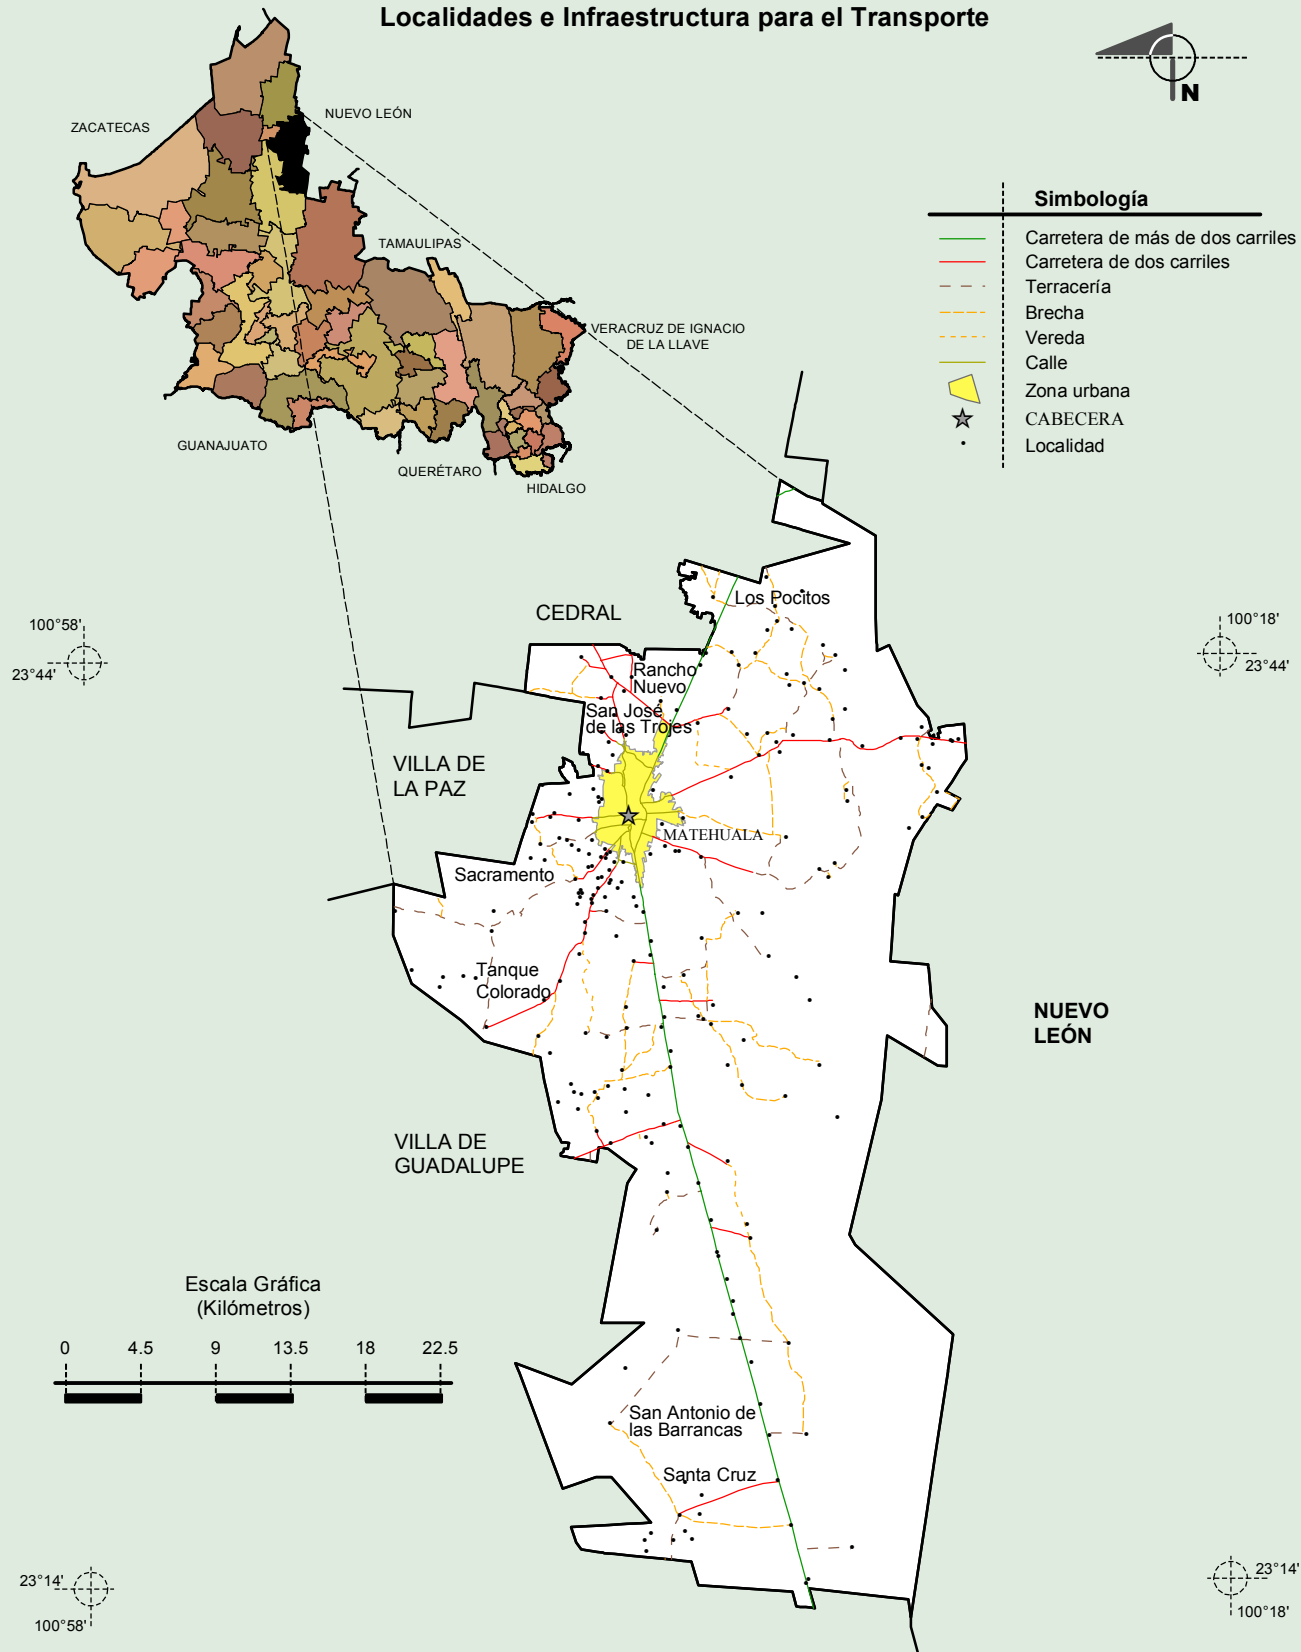 Localidades e Infraestructura para el Transporte
N
NUEVO LEÓN
ZACATECAS
TAMAULIPAS
VERACRUZ DE IGNACIO
DE LA LLAVE
GUANAJUATO
QUERÉTARO
HIDALGO
Simbología
Carretera de más de dos carriles
Carretera de dos carriles
Terracería
Brecha
Vereda
Calle
Zona urbana
CABECERA
Localidad
100°58'
23°44'
100°18'
23°44'
CEDRAL
Los Pocitos
Rancho
Nuevo
San José
de las Trojes
VILLA DE
LA PAZ
MATEHUALA
Sacramento
Tanque
Colorado
NUEVO
LEÓN
VILLA DE
GUADALUPE
Escala Gráfica
(Kilómetros)
0 4.5 9 13.5 18 22.5
San Antonio de
las Barrancas
Santa Cruz
23°14'
100°58'
23°14'
100°18'